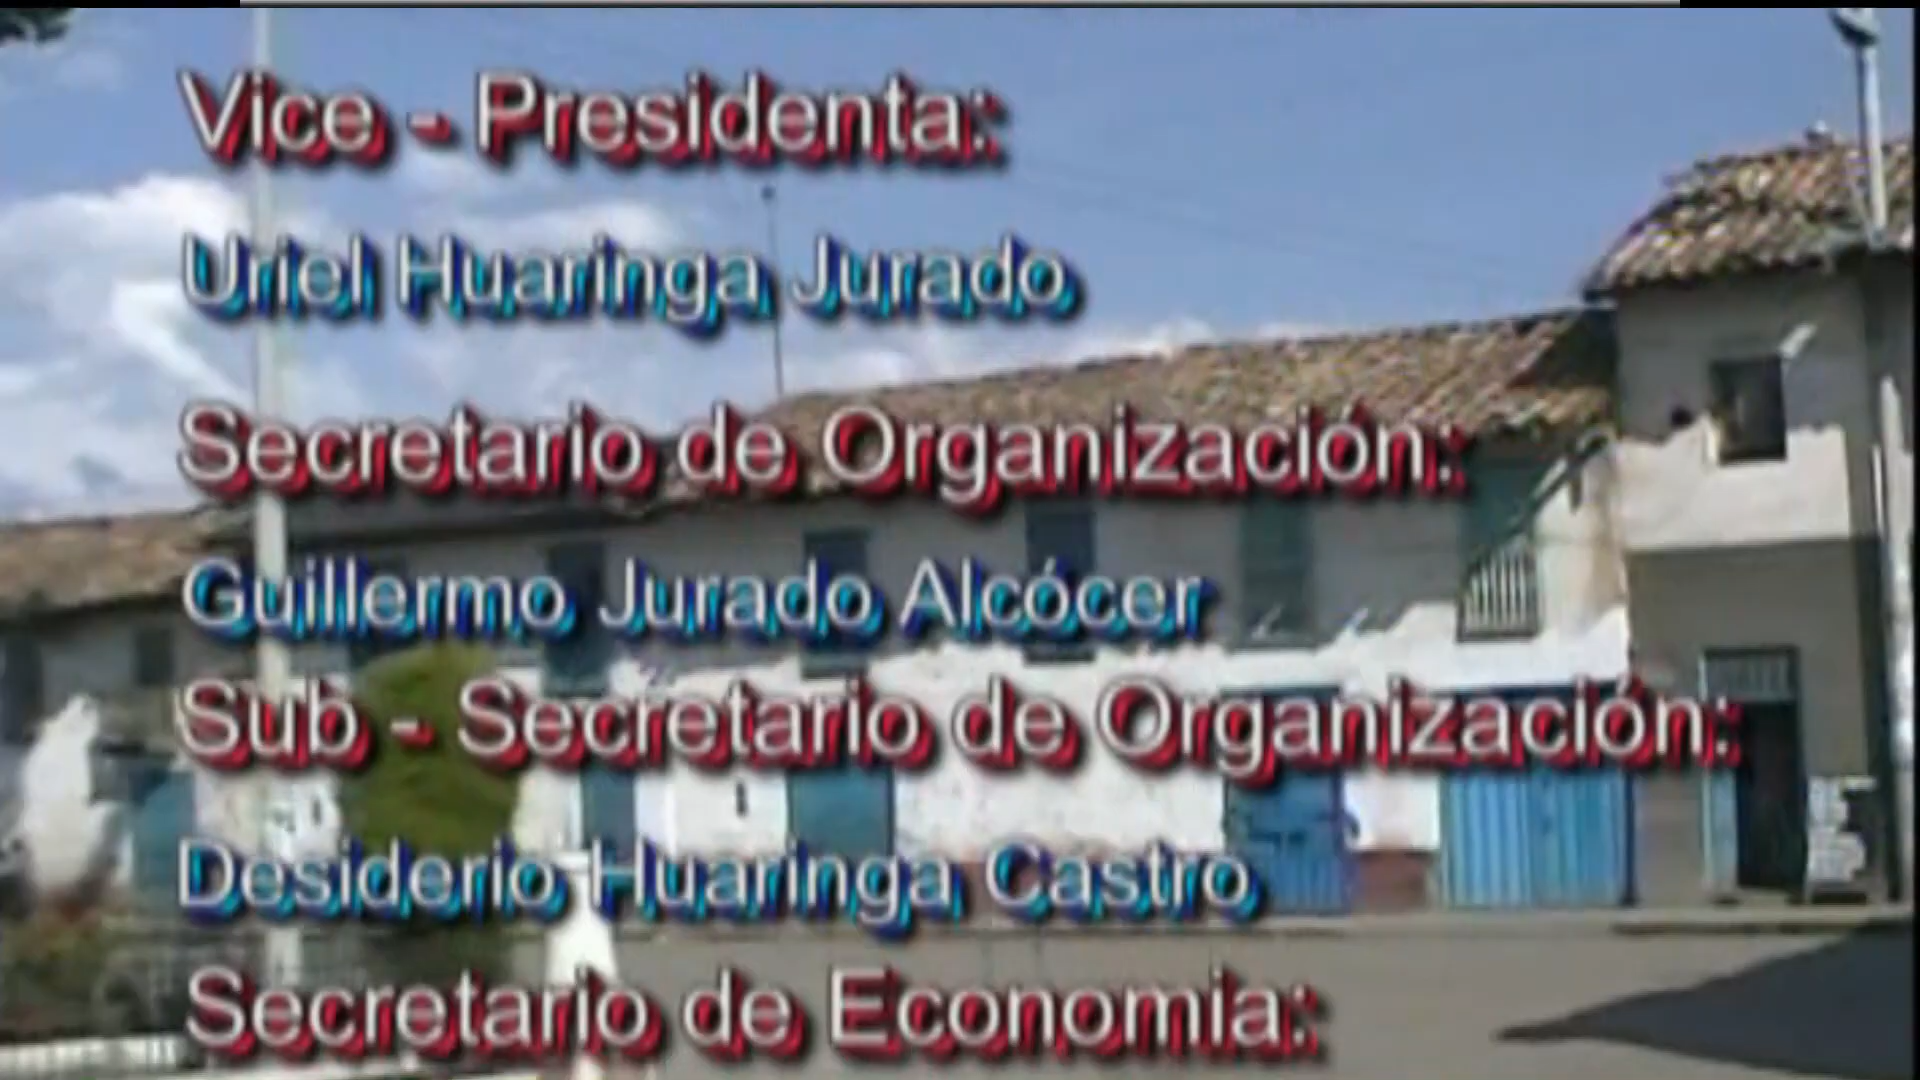 Vice - Presidenta:
Uriel Huaringa Jurado
Secretario de Organización:
Guillermo Jurado Alcócer
Sub - Secretario de Organización:
Desiderio Huaringa Castro
Secretario de Economia: